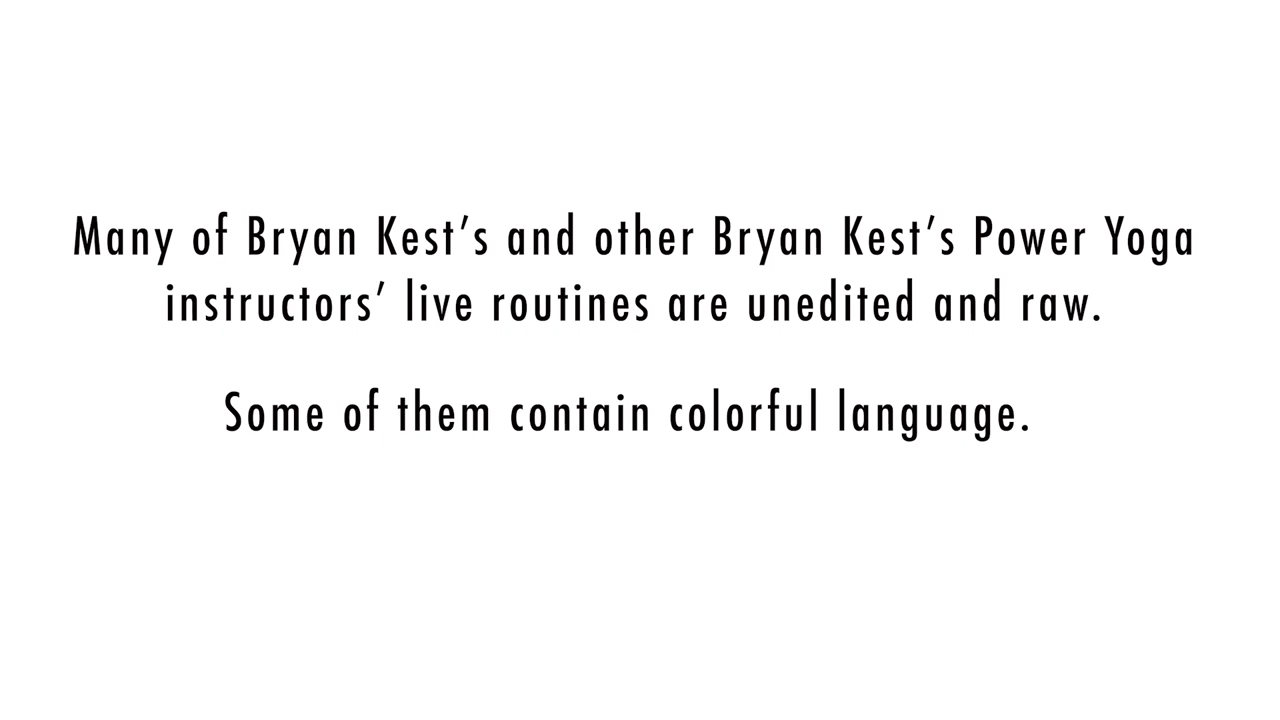 Many of Bryan Kest’s and other Bryan Kest’s Power Yoga
instructors’ live routines are unedited and raw.
Some of them contain colorful language.